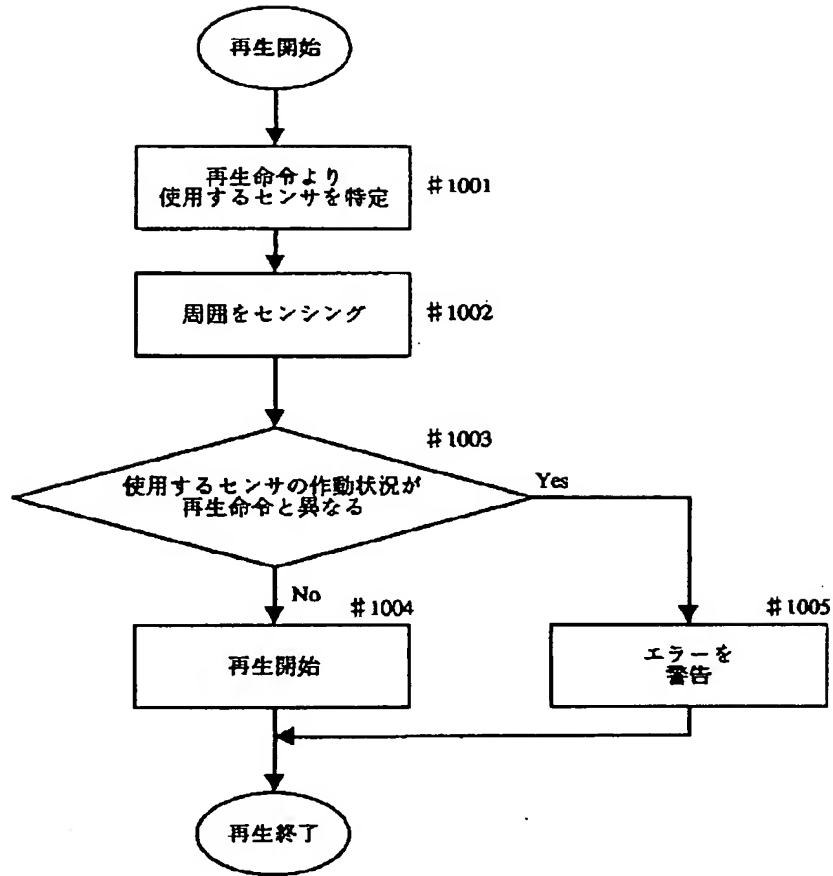 再生開始
再生命令より
使用するセンサを特定
#1001
周囲をセンシング
#1002
#1003
使用するセンサの作動状況が
再生命令と異なる
Yes
No
#1004
#1005
再生開始
エラーを
警告
再生終了